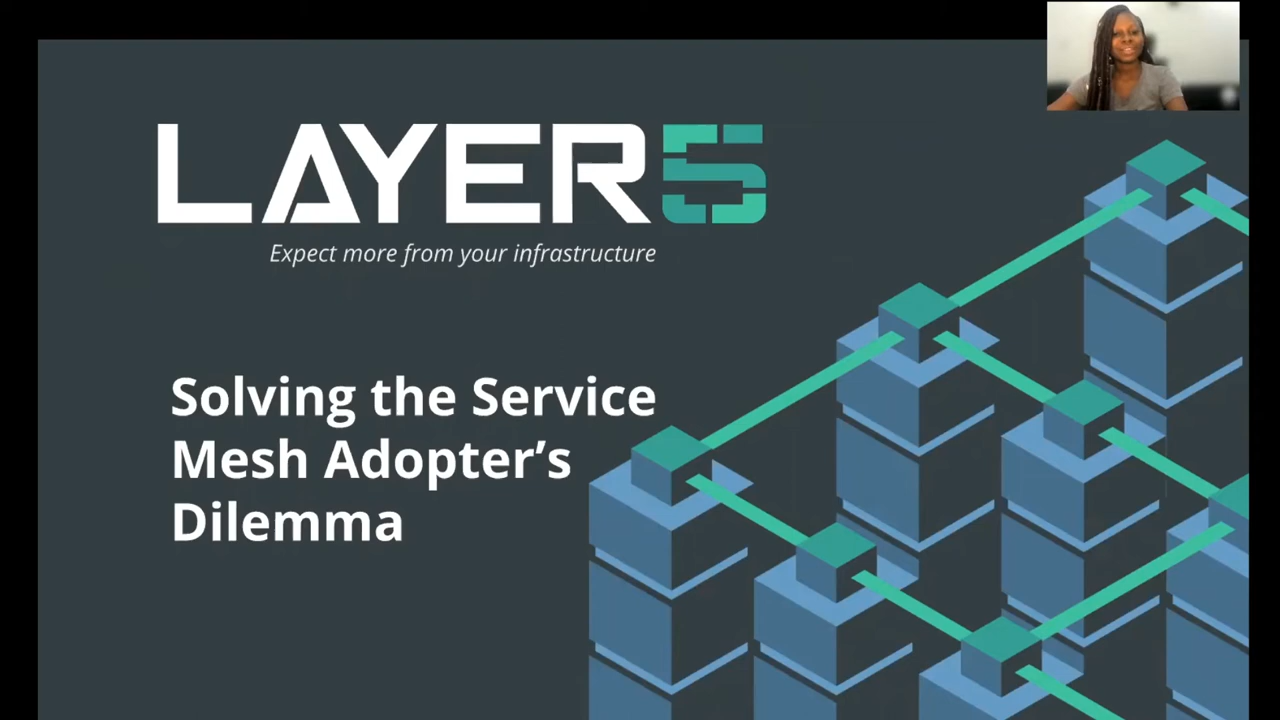 LAYER5
Expect more from your infrastructure
Solving the Service
Mesh Adopter’s
Dilemma